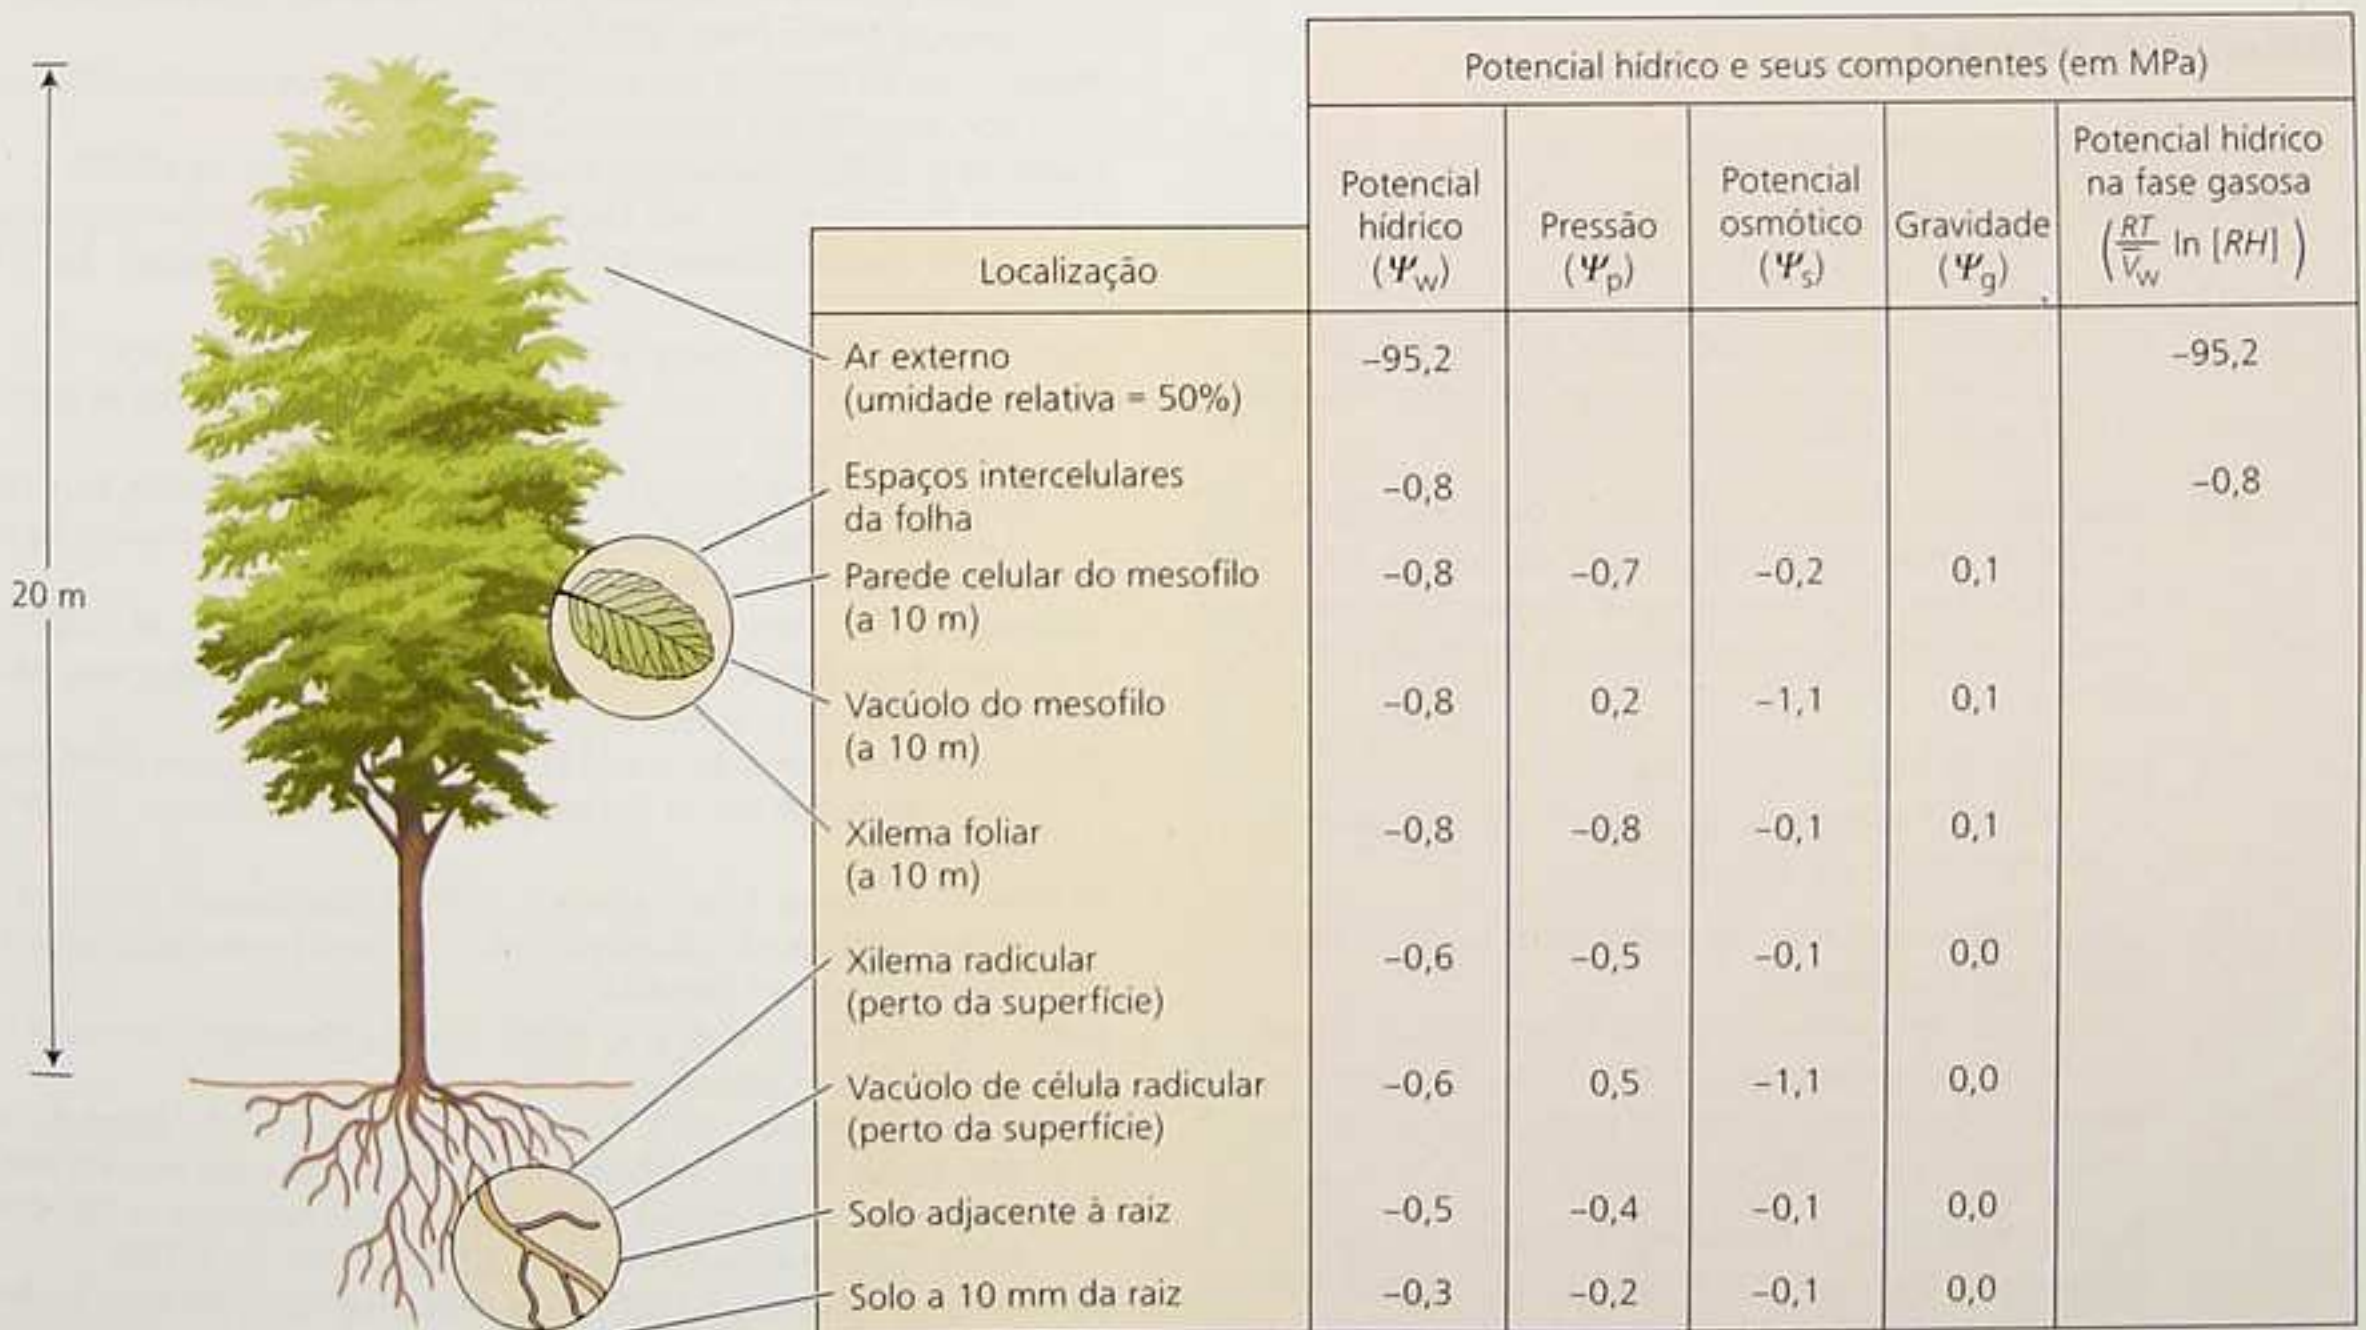 Potencial hídrico e seus componentes (em MPa)
Localização
Potencial
hídrico
(Ψw)
Pressão
(Ψp)
Potencial
osmótico
(Ψs)
Gravidade
(Ψg)
Potencial hídrico
na fase gasosa
(RT/V̅w ln [RH])
20 m
Ar externo
(umidade relativa = 50%)
–95,2 –95,2
Espaços intercelulares
da folha
–0,8 –0,8
Parede celular do mesofilo
(a 10 m)
–0,8 –0,7 –0,2 0,1
Vacúolo do mesofilo
(a 10 m)
–0,8 0,2 –1,1 0,1
Xilema foliar
(a 10 m)
–0,8 –0,8 –0,1 0,1
Xilema radicular
(perto da superfície)
–0,6 –0,5 –0,1 0,0
Vacúolo de célula radicular
(perto da superfície)
–0,6 0,5 –1,1 0,0
Solo adjacente à raiz
–0,5 –0,4 –0,1 0,0
Solo a 10 mm da raiz
–0,3 –0,2 –0,1 0,0